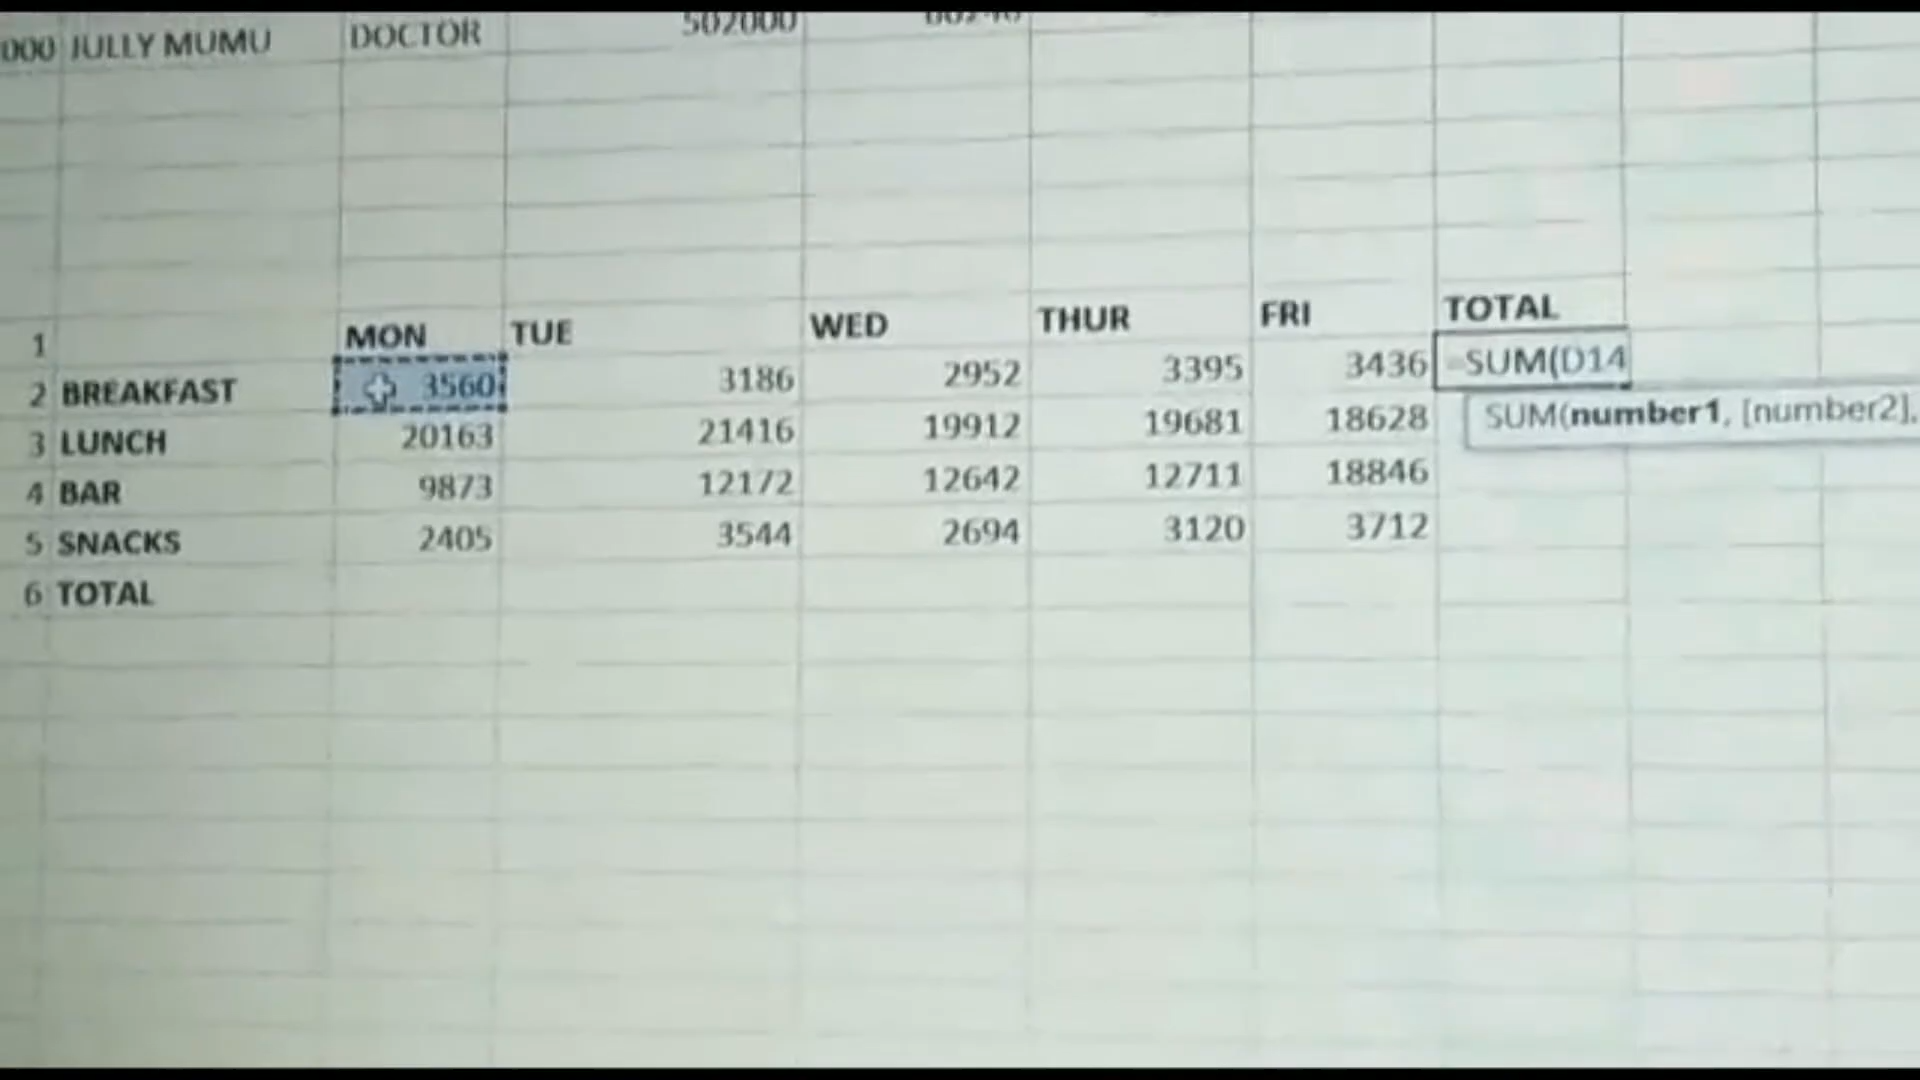 000 JULLY MUMU DOCTOR 502000
1 MON TUE WED THUR FRI TOTAL
2 BREAKFAST 3560 3186 2952 3395 3436 =SUM(D14
SUM(number1, [number2],
3 LUNCH 20163 21416 19912 19681 18628
4 BAR 9873 12172 12642 12711 18846
5 SNACKS 2405 3544 2694 3120 3712
6 TOTAL